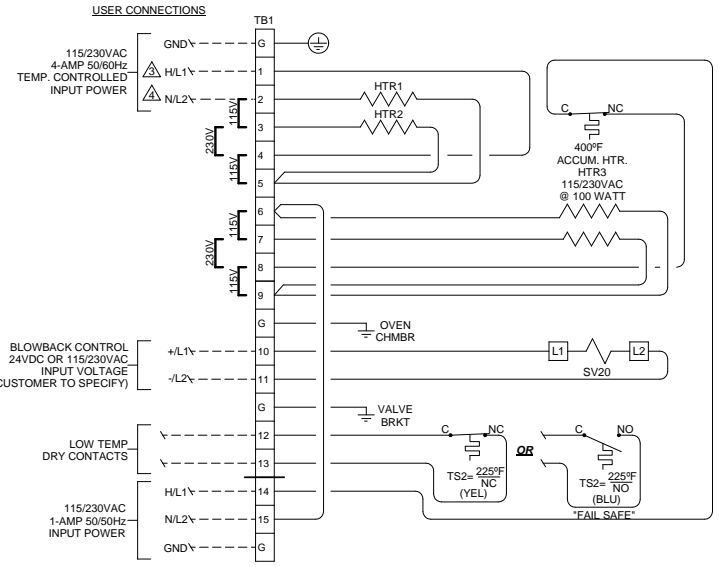 USER CONNECTIONS
TB1
115/230VAC
4-AMP 50/60Hz
TEMP. CONTROLLED
INPUT POWER
GND
3 H/L1
4 N/L2
G
1
2
3
4
5
6
7
8
9
G
10
11
G
12
13
14
15
G
115V
230V
115V
115V
230V
115V
HTR1
HTR2
C NC
400ºF
ACCUM. HTR.
HTR3
115/230VAC
@ 100 WATT
OVEN
CHMBR
BLOWBACK CONTROL
24VDC OR 115/230VAC
INPUT VOLTAGE
CUSTOMER TO SPECIFY)
+/L1
-/L2
L1 L2
SV20
VALVE
BRKT
LOW TEMP
DRY CONTACTS
C NC
TS2= 225ºF
NC
(YEL)
OR
C NO
TS2= 225ºF
NO
(BLU)
"FAIL SAFE"
115/230VAC
1-AMP 50/50Hz
INPUT POWER
H/L1
N/L2
GND